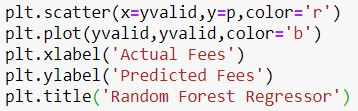 plt.scatter(x=yvalid,y=p,color='r')
plt.plot(yvalid,yvalid,color='b')
plt.xlabel('Actual Fees')
plt.ylabel('Predicted Fees')
plt.title('Random Forest Regressor')